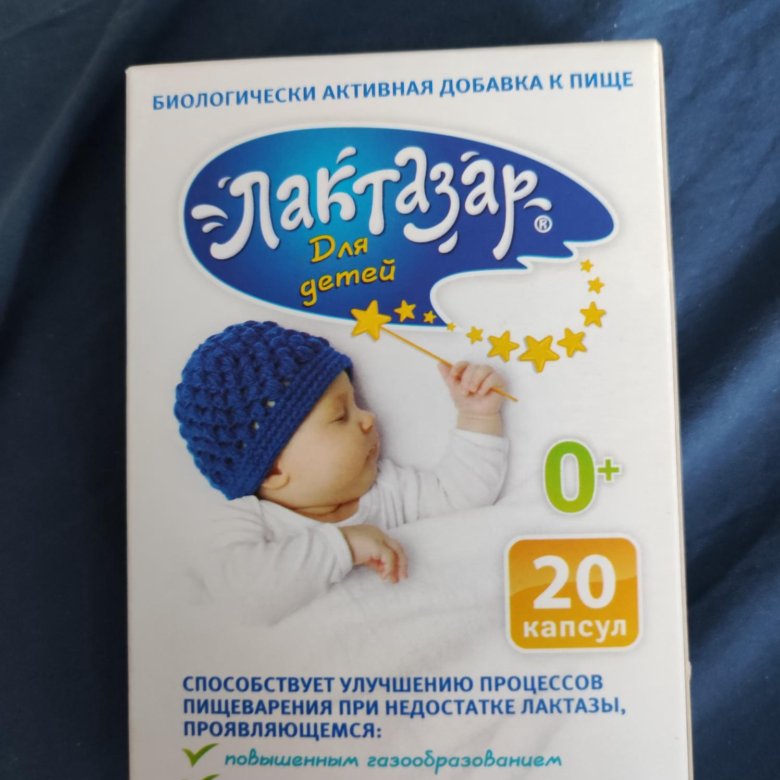 БИОЛОГИЧЕСКИ АКТИВНАЯ ДОБАВКА К ПИЩЕ
Лактазар®
Для
детей
0+
20
капсул
СПОСОБСТВУЕТ УЛУЧШЕНИЮ ПРОЦЕССОВ
ПИЩЕВАРЕНИЯ ПРИ НЕДОСТАТКЕ ЛАКТАЗЫ,
ПРОЯВЛЯЮЩЕМСЯ:
повышенным газообразованием